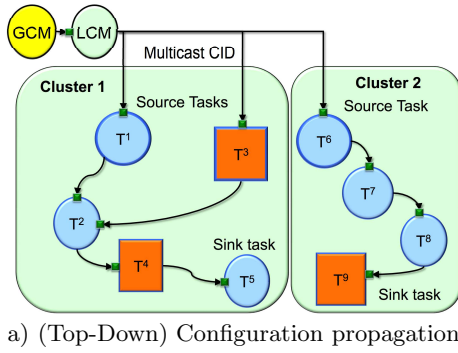 GCM
LCM
Multicast CID
Cluster 1
Cluster 2
Source Tasks
Source Task
T¹
T³
T⁶
T⁷
T²
T⁸
T⁴
Sink task
T⁵
T⁹
Sink task
a) (Top-Down) Configuration propagation